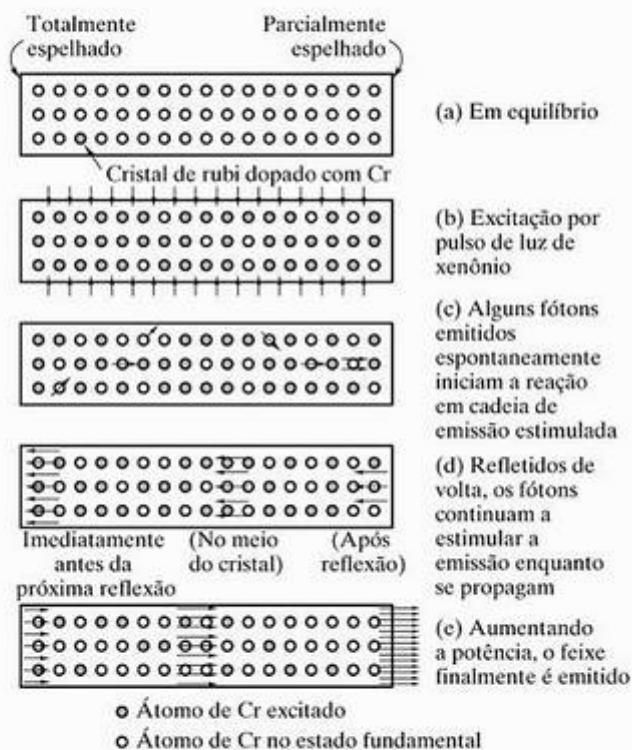 Totalmente
espelhado
Parcialmente
espelhado
(a) Em equilíbrio
Cristal de rubi dopado com Cr
(b) Excitação por
pulso de luz de
xenônio
(c) Alguns fótons
emitidos
espontaneamente
iniciam a reação
em cadeia de
emissão estimulada
(d) Refletidos de
volta, os fótons
continuam a
estimular a
emissão enquanto
se propagam
Imediatamente
antes da
próxima reflexão
(No meio
do cristal)
(Após
reflexão)
(e) Aumentando
a potência, o feixe
finalmente é emitido
Átomo de Cr excitado
Átomo de Cr no estado fundamental